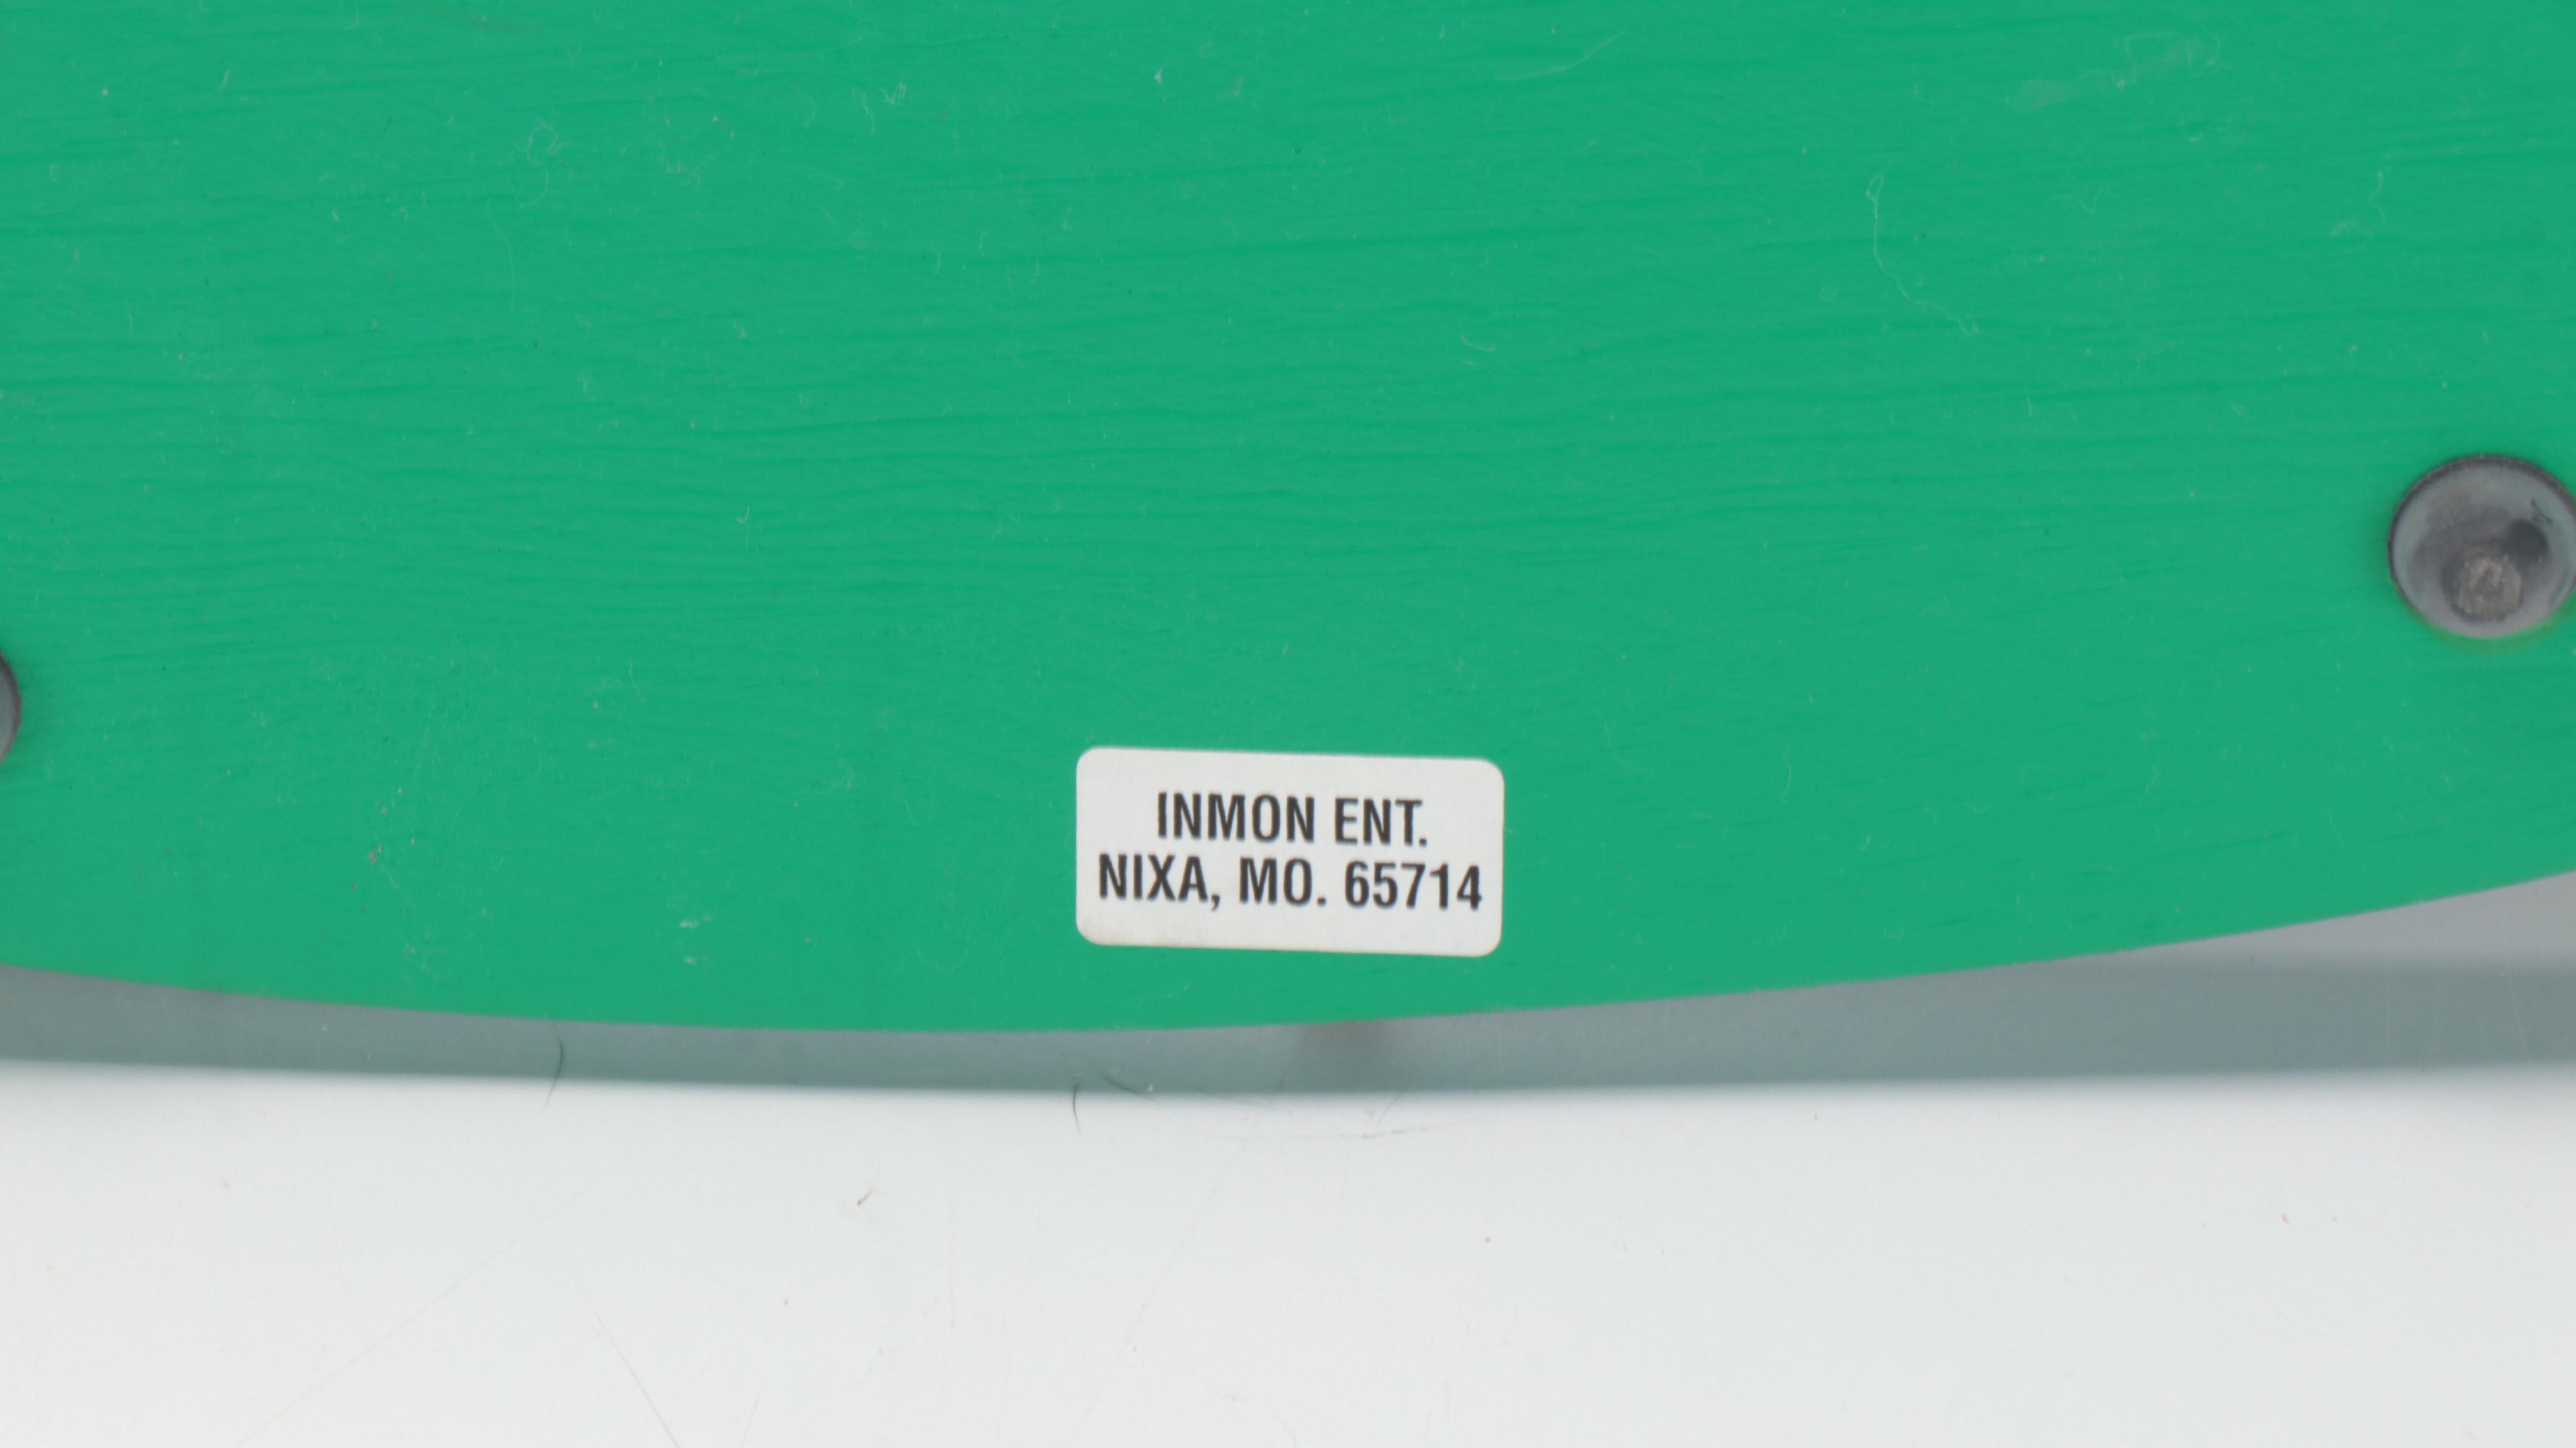 INMON ENT.
NIXA, MO. 65714